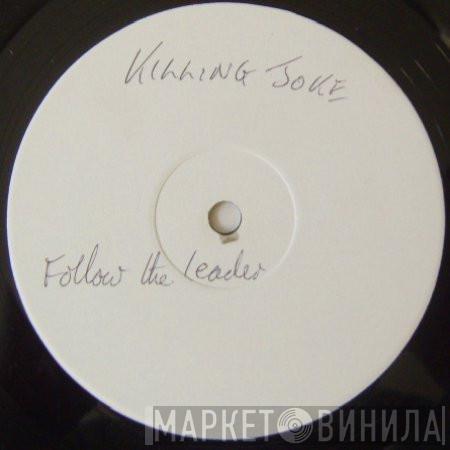 KILLING JOKE
Follow the leader
МАРКЕТ ВИНИЛА